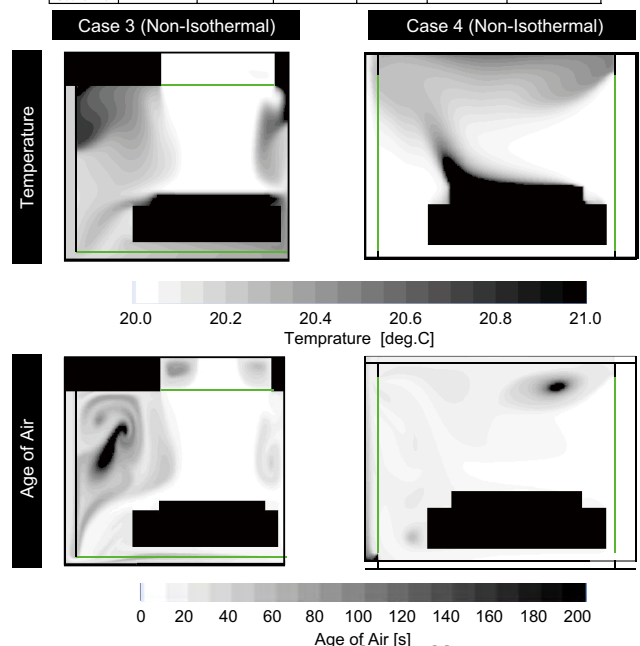 Case 3 (Non-Isothermal)
Case 4 (Non-Isothermal)
Temperature
20.0 20.2 20.4 20.6 20.8 21.0
Temprature [deg.C]
Age of Air
0 20 40 60 80 100 120 140 160 180 200
Age of Air [s]